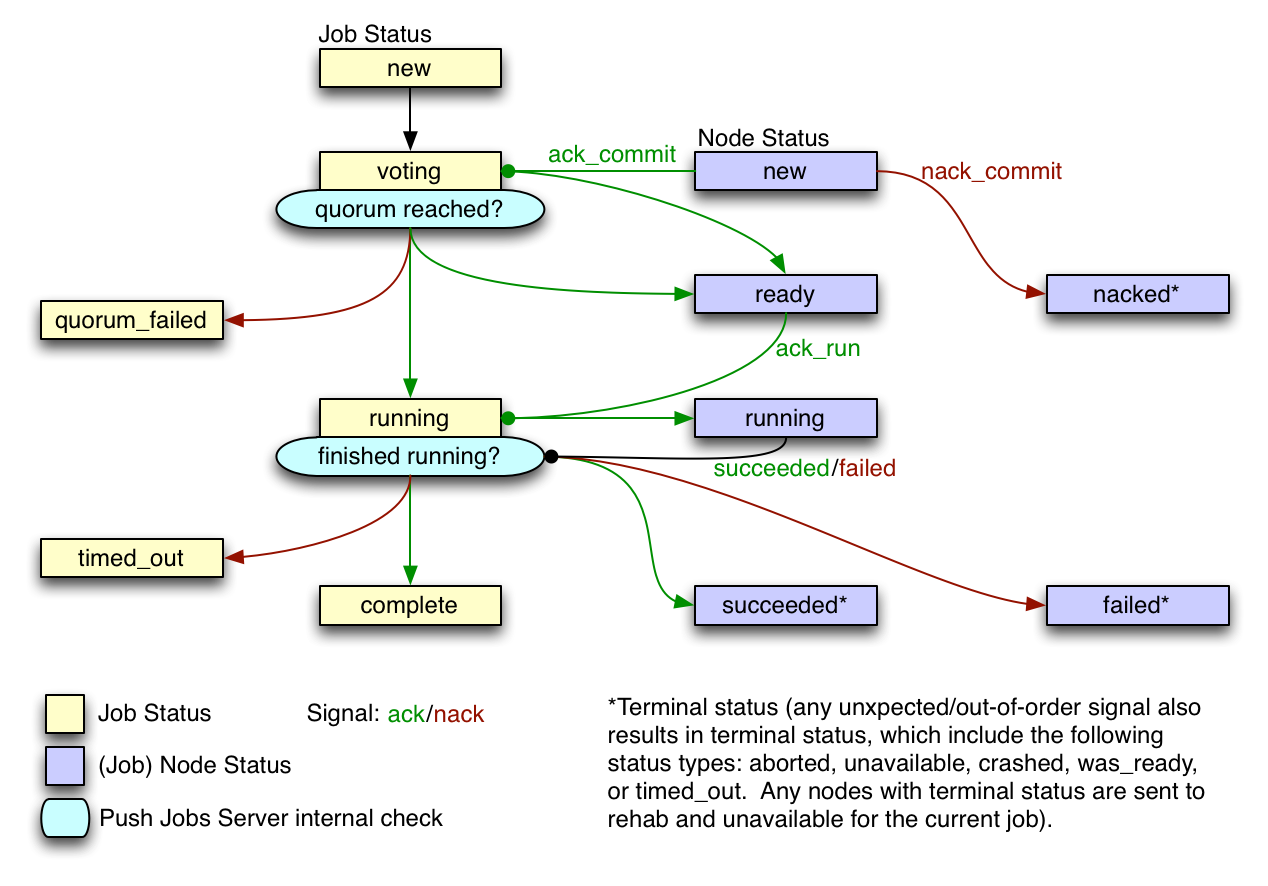 Job Status
new
Node Status
ack_commit
voting
new
nack_commit
quorum reached?
ready
nacked*
quorum_failed
ack_run
running
running
finished running?
succeeded/failed
timed_out
complete
succeeded*
failed*
Job Status
Signal: ack/nack
(Job) Node Status
Push Jobs Server internal check
*Terminal status (any unxpected/out-of-order signal also
results in terminal status, which include the following
status types: aborted, unavailable, crashed, was_ready,
or timed_out.  Any nodes with terminal status are sent to
rehab and unavailable for the current job).